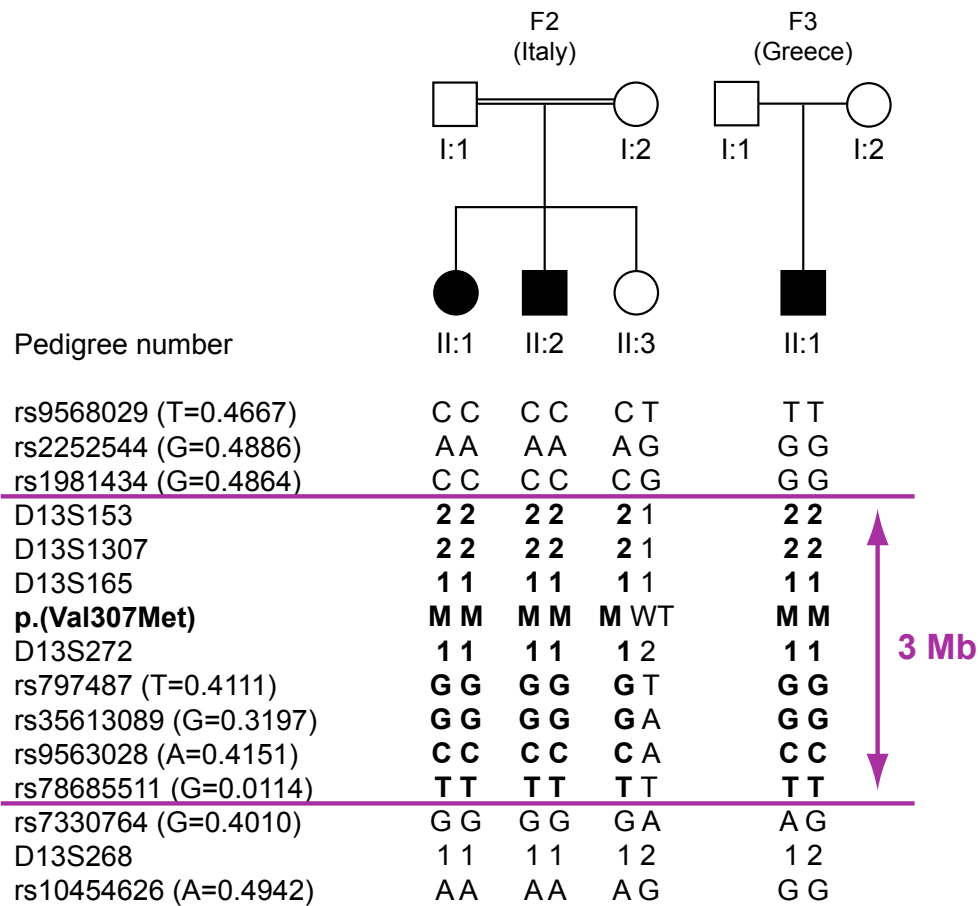 F2 F3
(Italy) (Greece)
I:1 I:2 I:1 I:2
Pedigree number II:1 II:2 II:3 II:1
rs9568029 (T=0.4667) C C C C C T T T
rs2252544 (G=0.4886) A A A A A G G G
rs1981434 (G=0.4864) C C C C C G G G
D13S153 2 2 2 2 2 1 2 2
D13S1307 2 2 2 2 2 1 2 2
D13S165 1 1 1 1 1 1 1 1
p.(Val307Met) M M M M M WT M M
D13S272 1 1 1 1 1 2 1 1 3 Mb
rs797487 (T=0.4111) G G G G G T G G
rs35613089 (G=0.3197) G G G G G A G G
rs9563028 (A=0.4151) C C C C C A C C
rs78685511 (G=0.0114) T T T T T T T T
rs7330764 (G=0.4010) G G G G G A A G
D13S268 1 1 1 1 1 2 1 2
rs10454626 (A=0.4942) A A A A A G G G